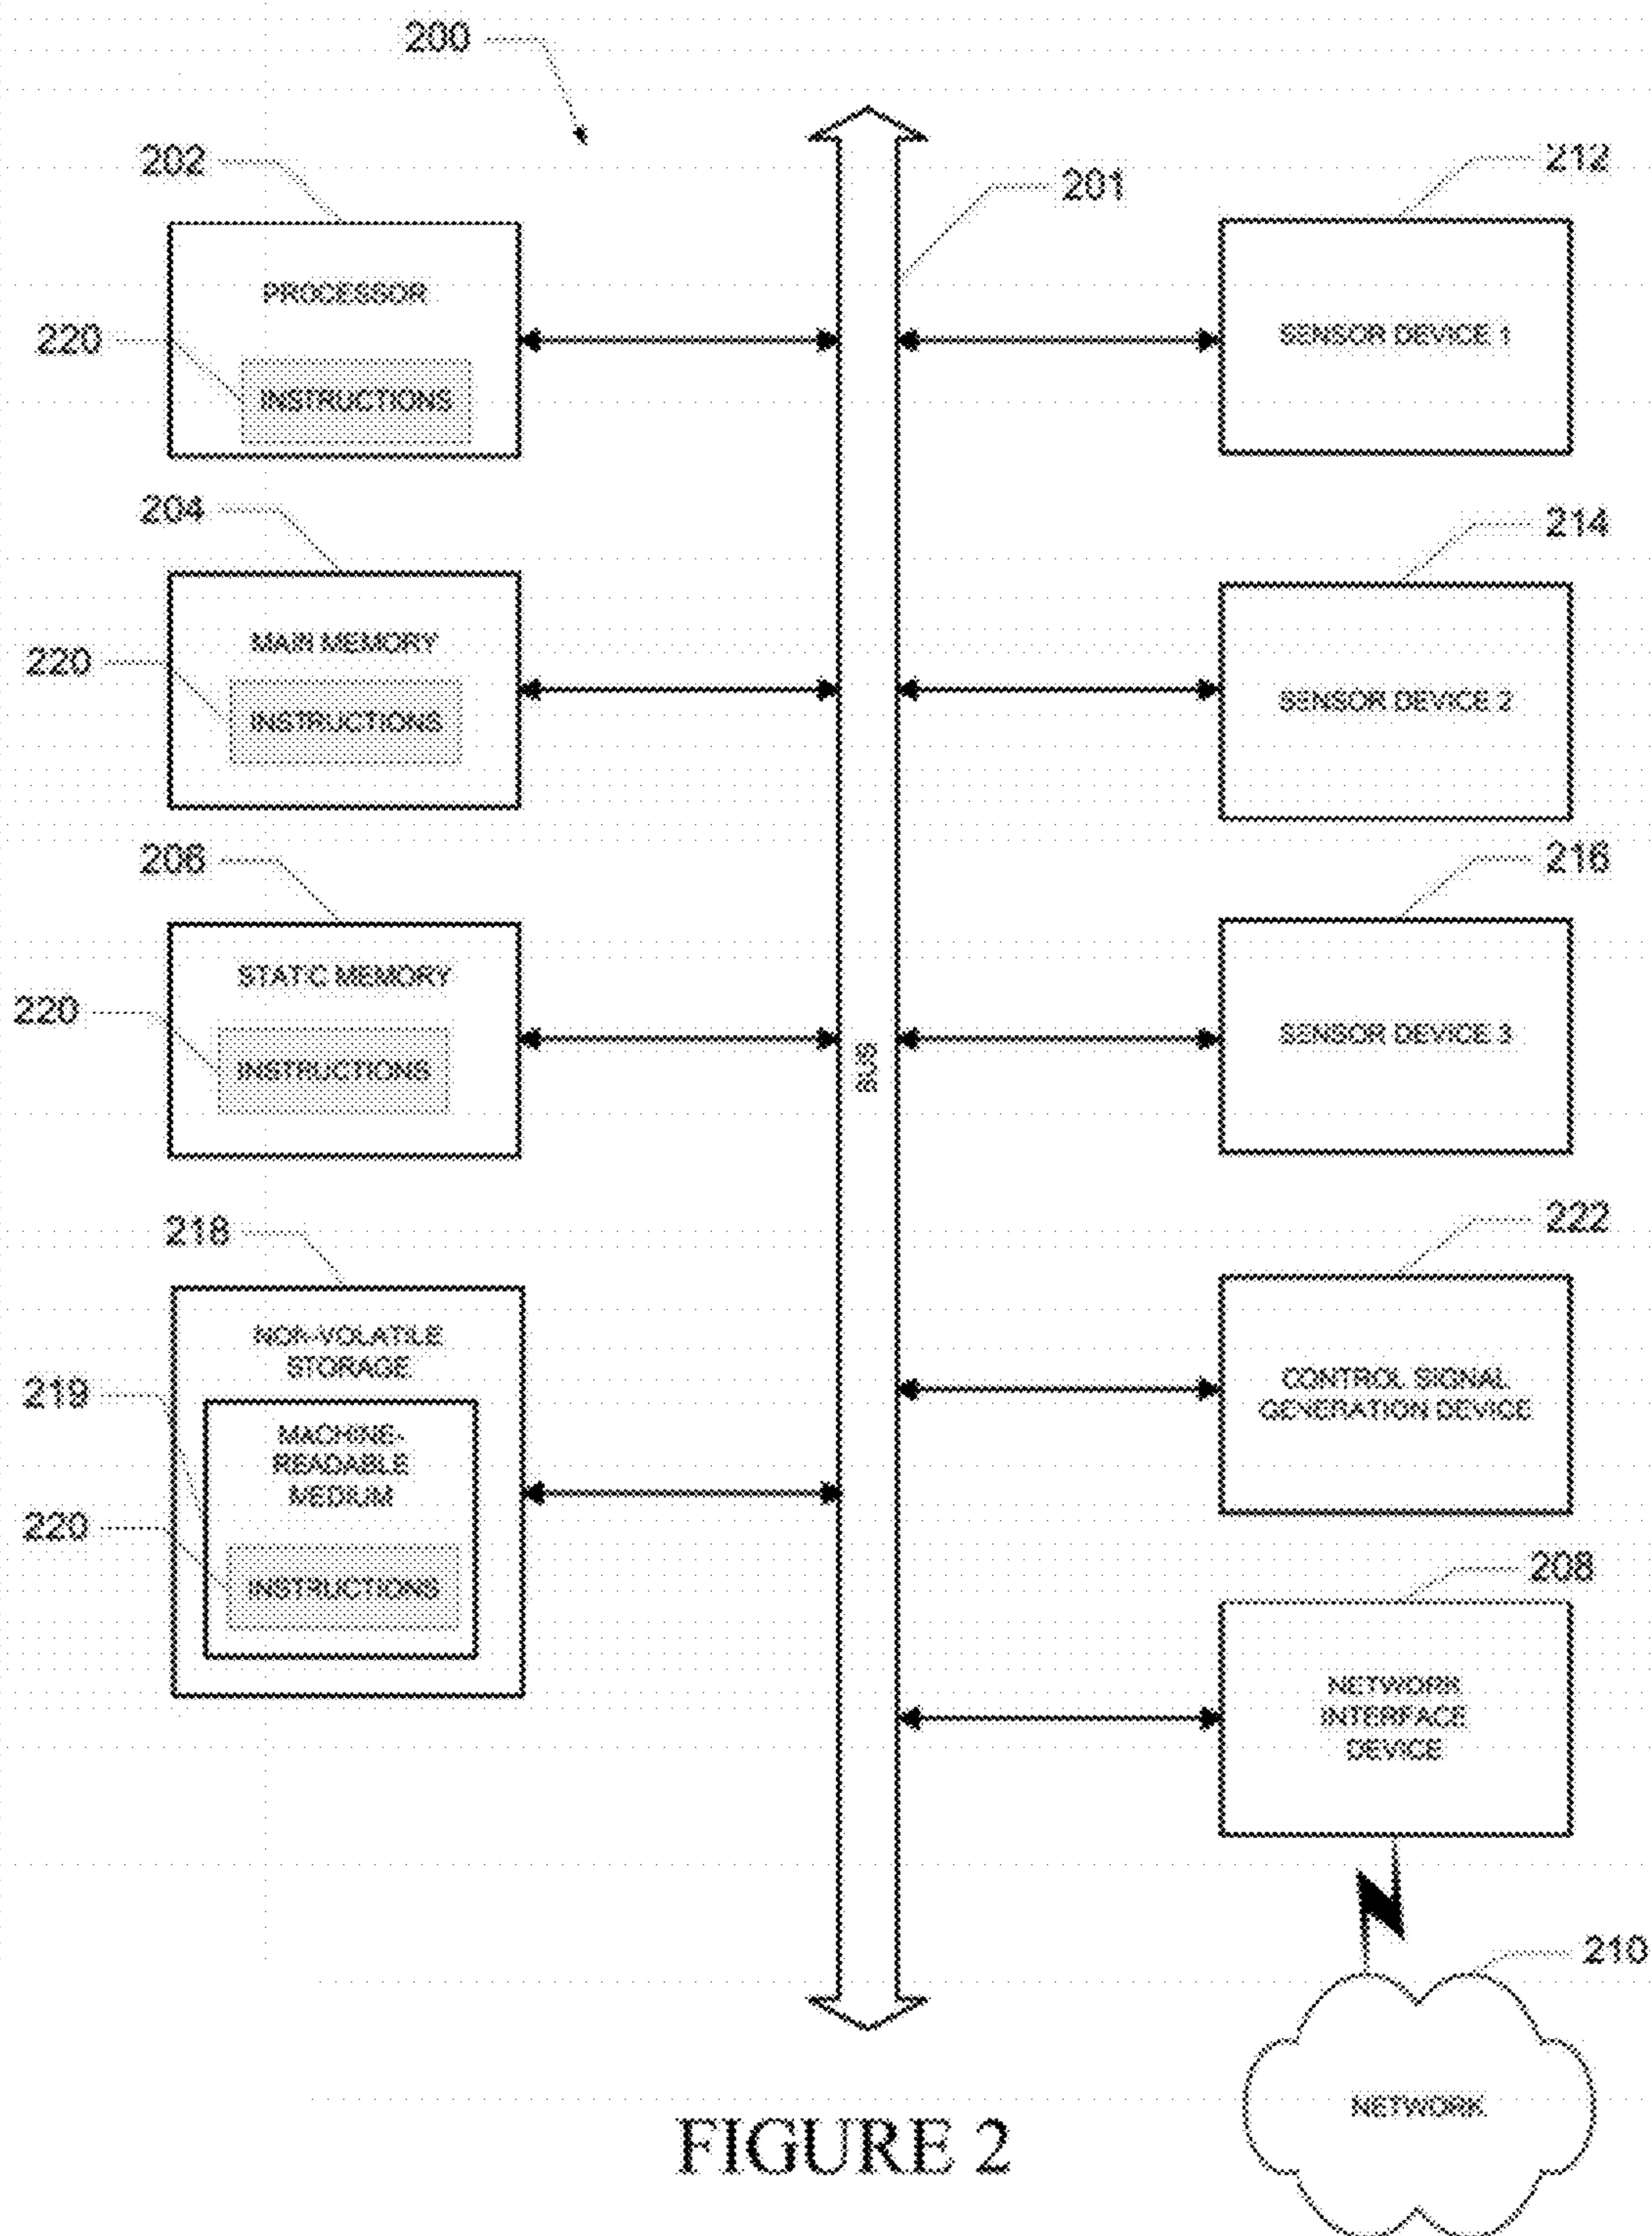 200
202
201
212
PROCESSOR
220
INSTRUCTIONS
SENSOR DEVICE 1
204
214
MAIN MEMORY
220
INSTRUCTIONS
SENSOR DEVICE 2
206
216
STATIC MEMORY
220
INSTRUCTIONS
SENSOR DEVICE 3
BUS
218
222
NON-VOLATILE
STORAGE
219
MACHINE-
READABLE
MEDIUM
220
INSTRUCTIONS
CONTROL SIGNAL
GENERATION DEVICE
208
NETWORK
INTERFACE
DEVICE
210
NETWORK
FIGURE 2